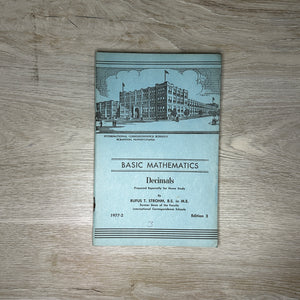 INTERNATIONAL CORRESPONDENCE SCHOOLS
SCRANTON, PENNSYLVANIA
BASIC MATHEMATICS
Decimals
Prepared Especially for Home Study
By
RUFUS T. STROHM, B.S. in M.E.
Former Dean of the Faculty
International Correspondence Schools
1977-2 Edition 3